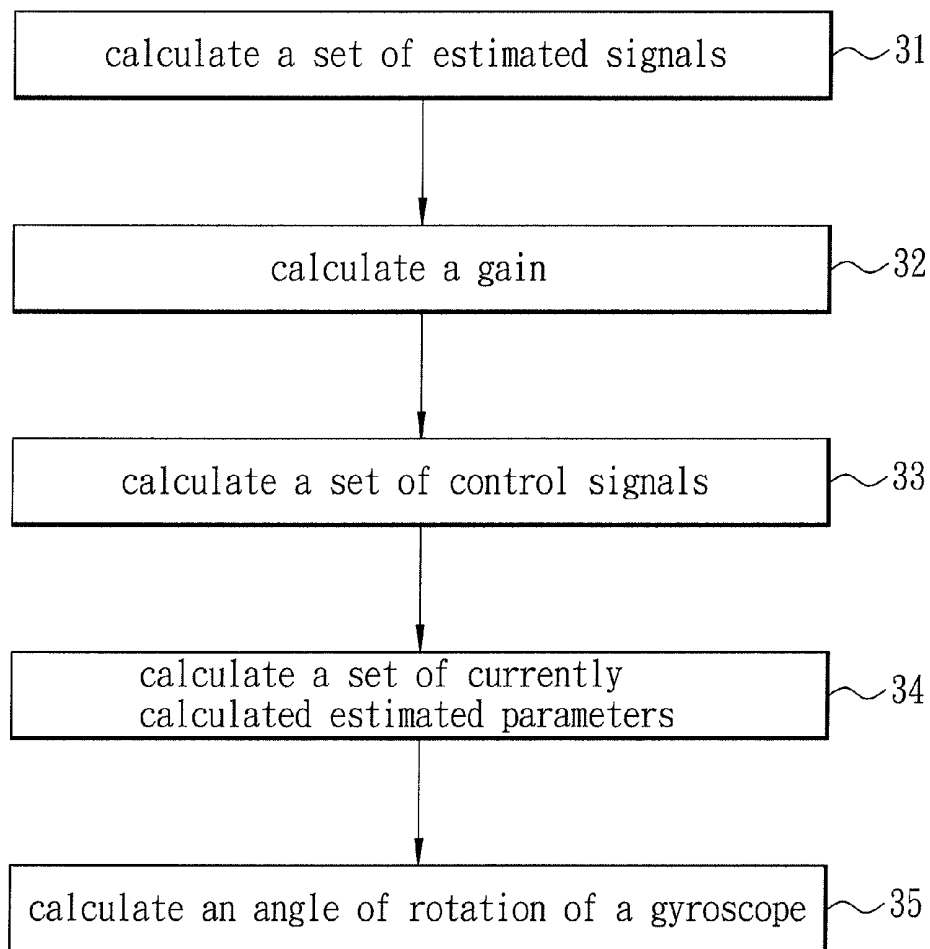 calculate a set of estimated signals 31
calculate a gain 32
calculate a set of control signals 33
calculate a set of currently
calculated estimated parameters 34
calculate an angle of rotation of a gyroscope 35